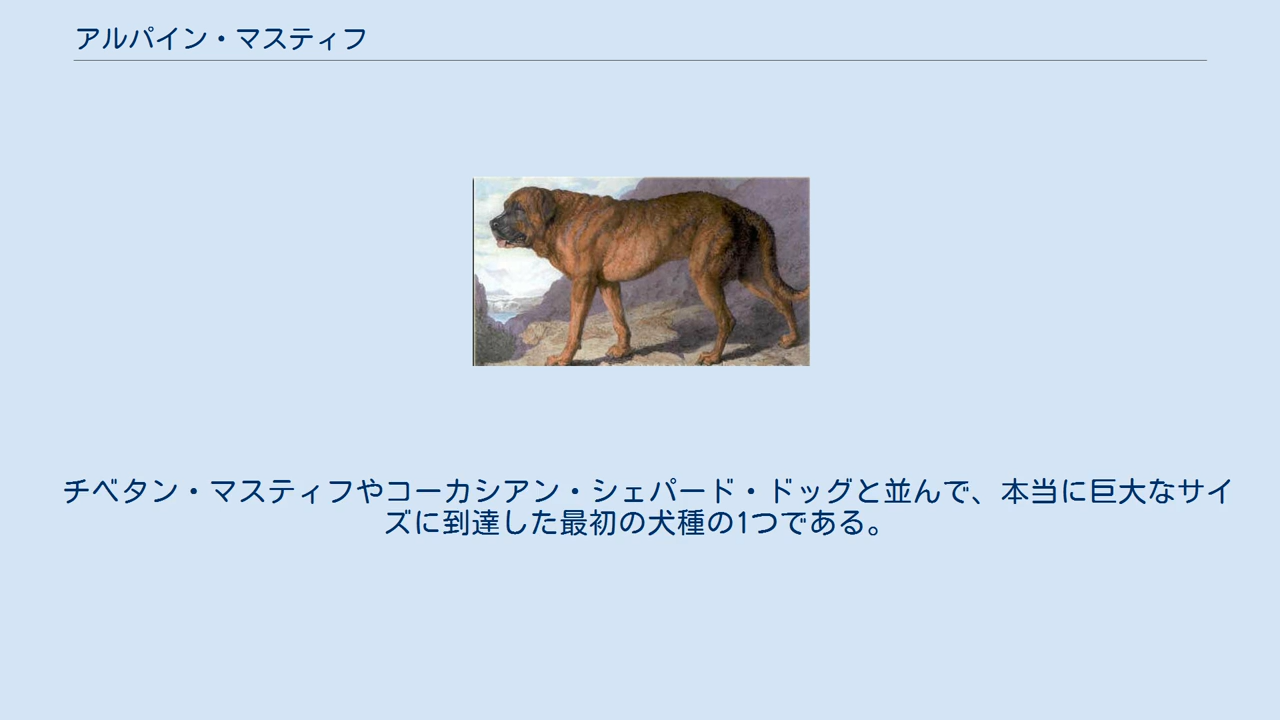 アルパイン・マスティフ
チベタン・マスティフやコーカシアン・シェパード・ドッグと並んで、本当に巨大なサイ
ズに到達した最初の犬種の1つである。